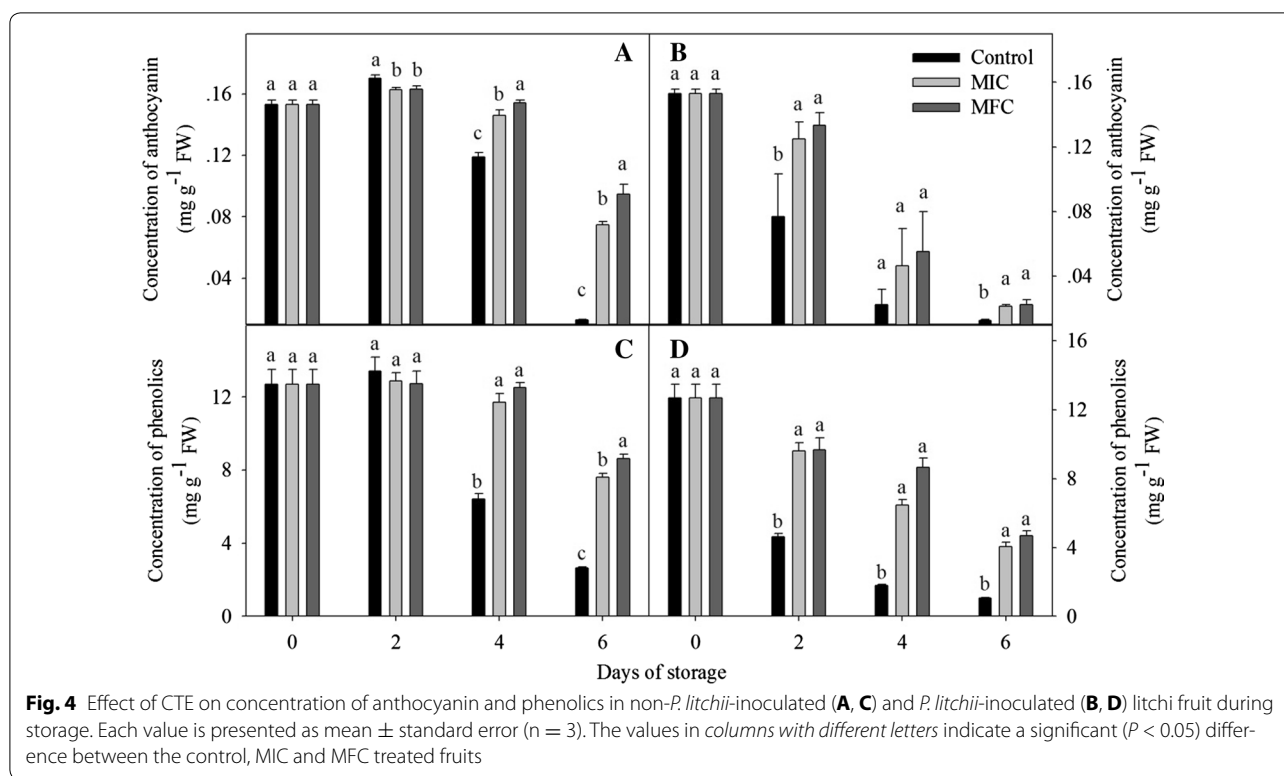 A
a a a
a b b
c b a
c b a
.16
.12
.08
.04
Concentration of anthocyanin
(mg g-1 FW)
B
Control
MIC
MFC
a a a
b a a
a a a
b a a
.16
.12
.08
.04
Concentration of anthocyanin
(mg g-1 FW)
C
a a a
a a a
b a a
c b a
12
8
4
0
Concentration of phenolics
(mg g-1 FW)
D
a a a
b a a
b a a
b a a
16
12
8
4
0
Concentration of phenolics
(mg g-1 FW)
0 2 4 6 0 2 4 6
Days of storage
Fig. 4 Effect of CTE on concentration of anthocyanin and phenolics in non-P. litchii-inoculated (A, C) and P. litchii-inoculated (B, D) litchi fruit during
storage. Each value is presented as mean ± standard error (n = 3). The values in columns with different letters indicate a significant (P < 0.05) differ-
ence between the control, MIC and MFC treated fruits